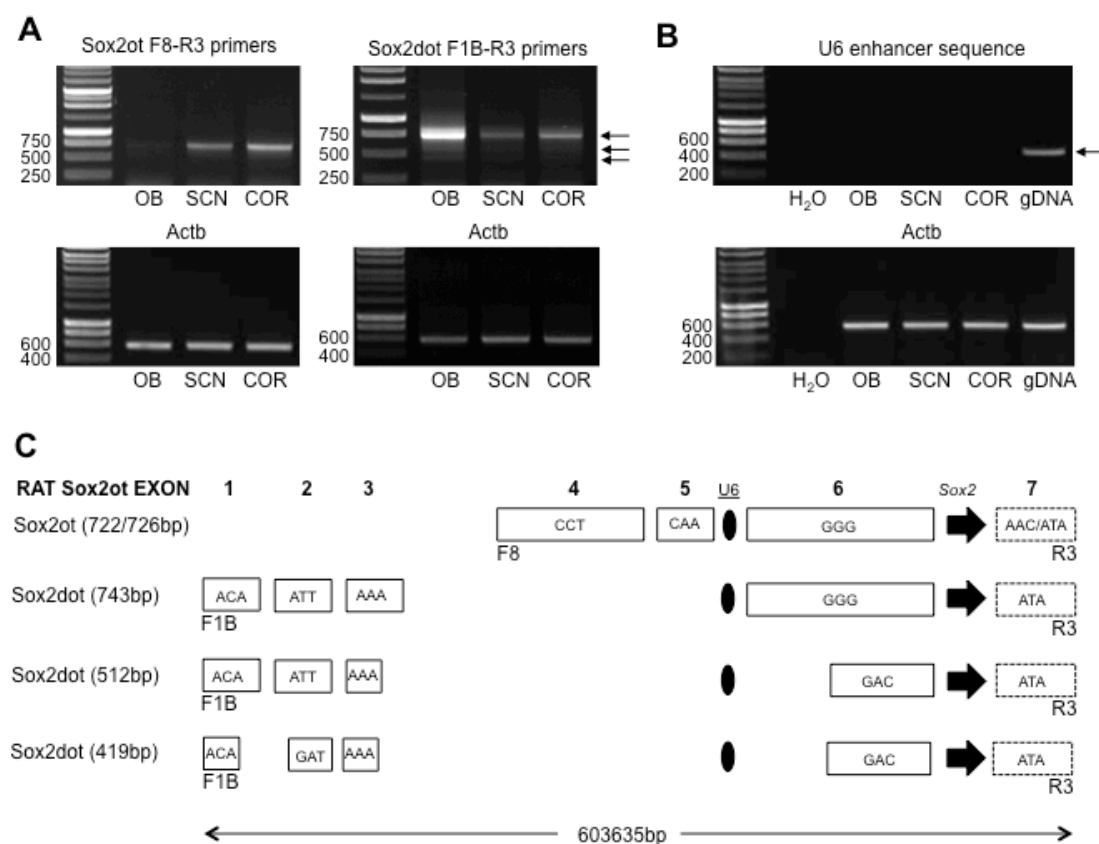 A
Sox2ot F8-R3 primers
750
500
250
OB SCN COR
Sox2dot F1B-R3 primers
750
500
250
OB SCN COR
Actb
600
400
OB SCN COR
Actb
600
400
OB SCN COR
B
U6 enhancer sequence
600
400
200
H2O OB SCN COR gDNA
Actb
600
400
200
H2O OB SCN COR gDNA
C
RAT Sox2ot EXON 1 2 3 4 5 U6 6 Sox2 7
Sox2ot (722/726bp) CCT CAA GGG AAC/ATA
F8 R3
Sox2dot (743bp) ACA ATT AAA GGG ATA
F1B R3
Sox2dot (512bp) ACA ATT AAA GAC ATA
F1B R3
Sox2dot (419bp) ACA GAT AAA GAC ATA
F1B R3
603635bp